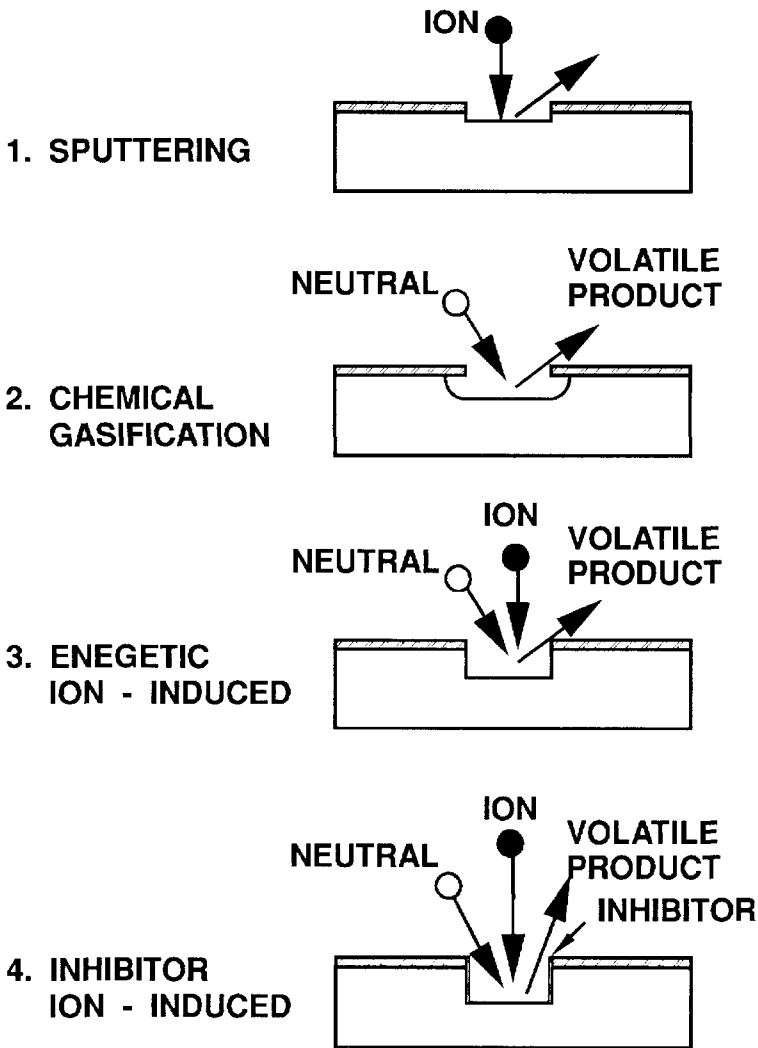 ION
1. SPUTTERING
NEUTRAL
VOLATILE
PRODUCT
2. CHEMICAL
GASIFICATION
ION
NEUTRAL
VOLATILE
PRODUCT
3. ENEGETIC
ION - INDUCED
ION
NEUTRAL
VOLATILE
PRODUCT
INHIBITOR
4. INHIBITOR
ION - INDUCED